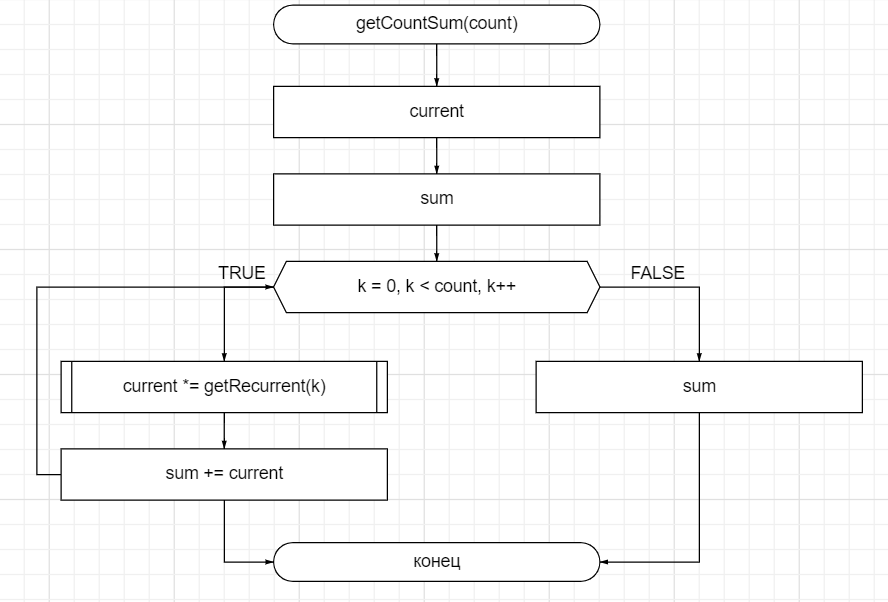 getCountSum(count)
current
sum
TRUE
k = 0, k < count, k++
FALSE
current *= getRecurrent(k)
sum
sum += current
конец